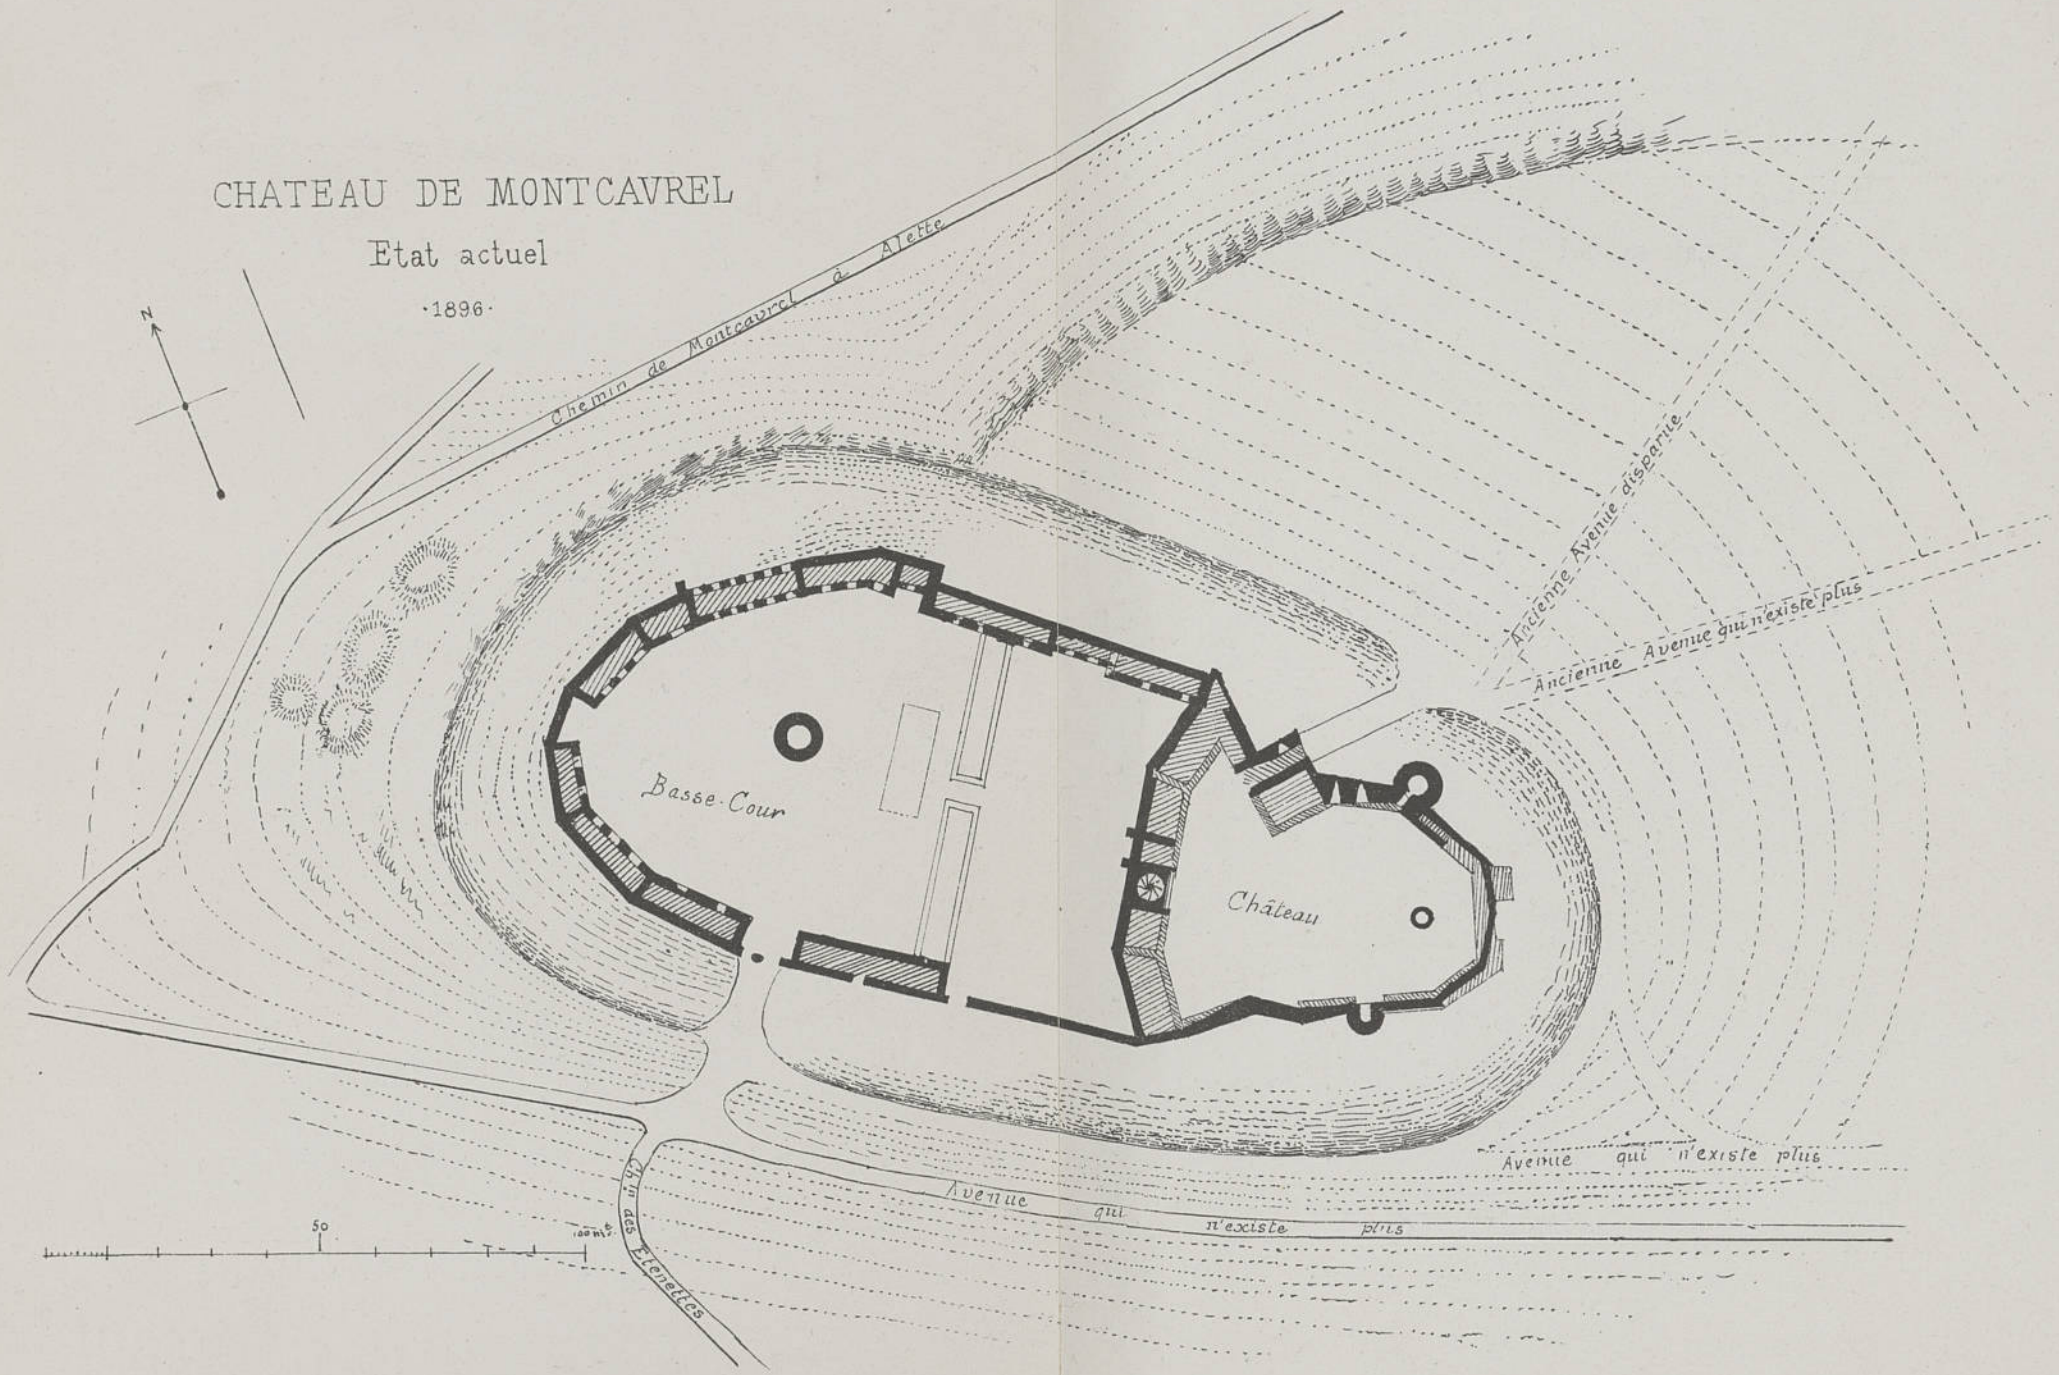 CHATEAU DE MONTCAVREL
Etat actuel
·1896·
N
Chemin de Montcavrel à Alette
Ancienne Avenue disparue
Ancienne Avenue qui n'existe plus
Basse-Cour
Château
Avenue qui n'existe plus
Avenue qui n'existe plus
50
100 m
Ch.in des Etenettes